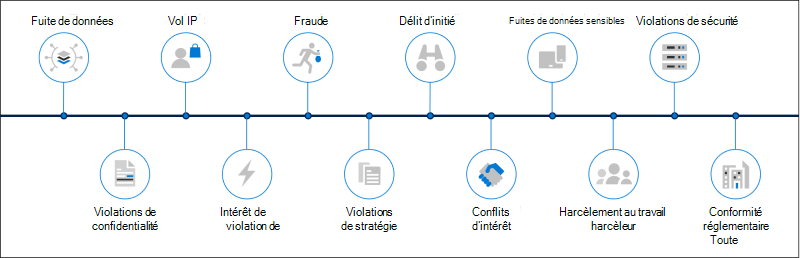 Fuite de données
Vol IP
Fraude
Délit d'initié
Fuites de données sensibles
Violations de sécurité
Violations de
confidentialité
Intérêt de
violation de
Violations
de stratégie
Conflits
d'intérêt
Harcèlement au travail
harceleur
Conformité
réglementaire
Toute